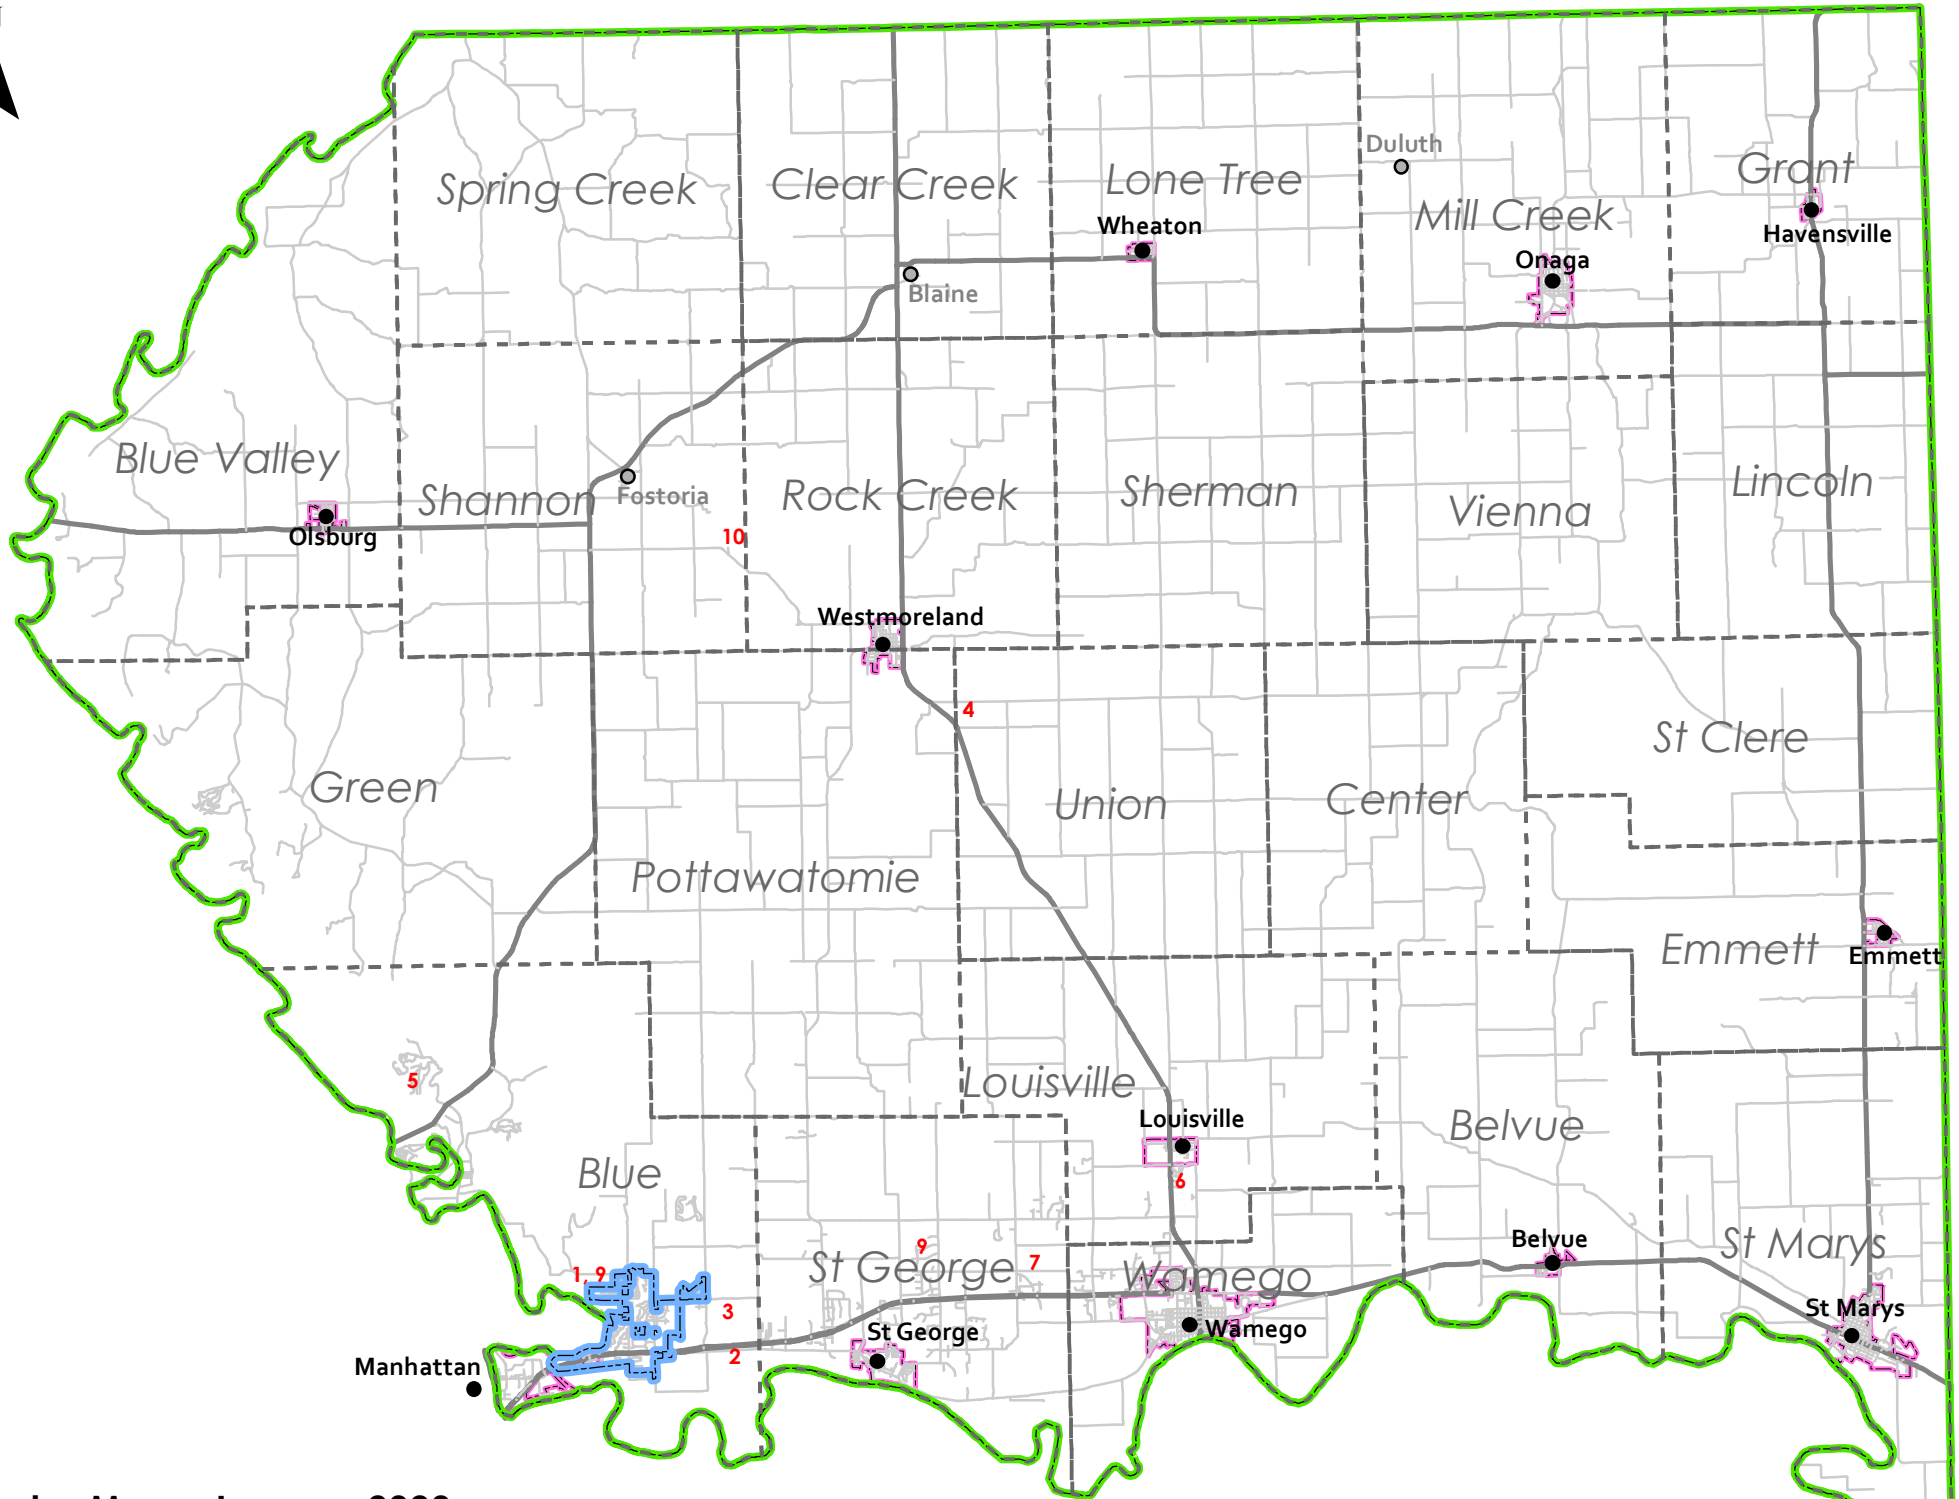 Duluth
Grant
Spring Creek
Clear Creek
Lone Tree
Mill Creek
Wheaton
Havensville
Onaga
Blaine
Blue Valley
Shannon
Fostoria
Rock Creek
Sherman
Vienna
Lincoln
Olsburg
10
Westmoreland
4
St Clere
Green
Union
Center
Pottawatomie
Emmett
Emmett
5
Louisville
Louisville
Belvue
Blue
6
Belvue
St Marys
9
7
1, 9
St George
Wamego
3
St Marys
St George
Wamego
2
Manhattan